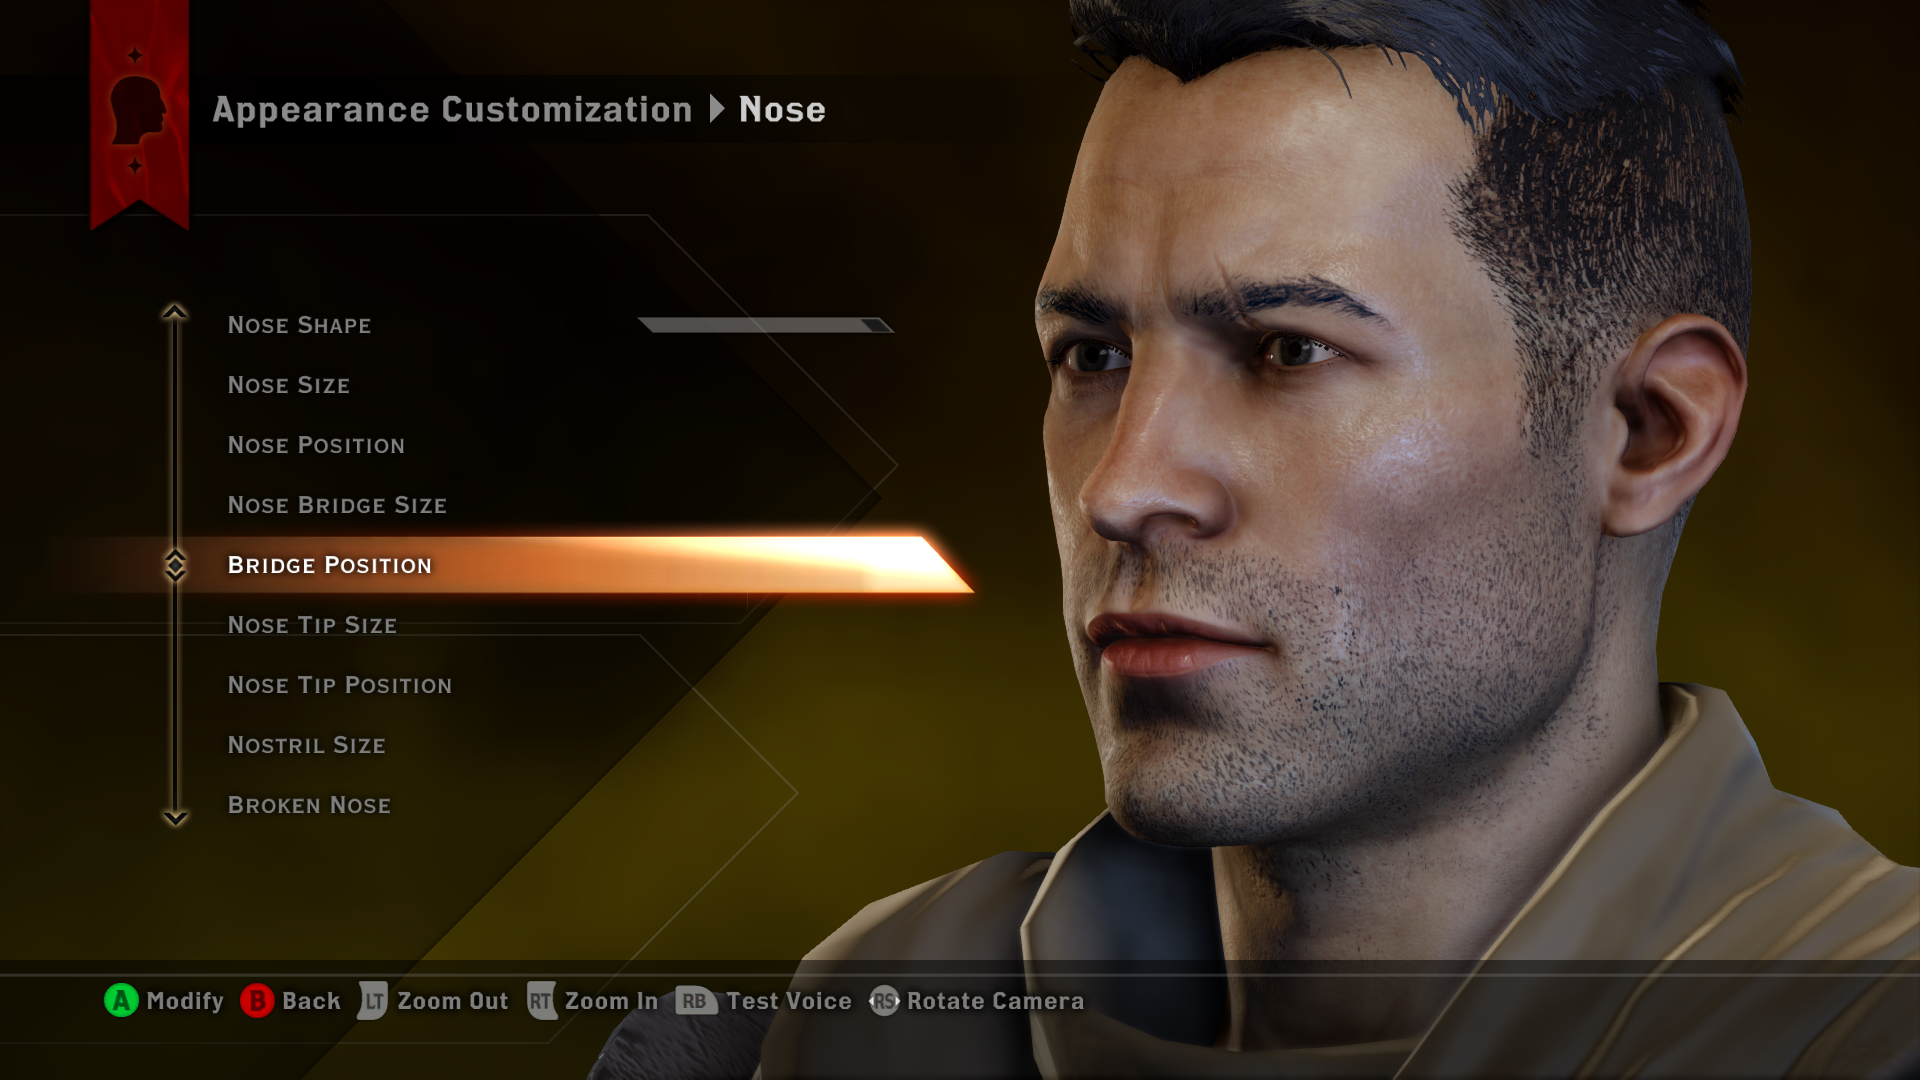 Appearance Customization ▶ Nose
Nose Shape
Nose Size
Nose Position
Nose Bridge Size
Bridge Position
Nose Tip Size
Nose Tip Position
Nostril Size
Broken Nose
A Modify B Back LT Zoom Out RT Zoom In RB Test Voice RS Rotate Camera